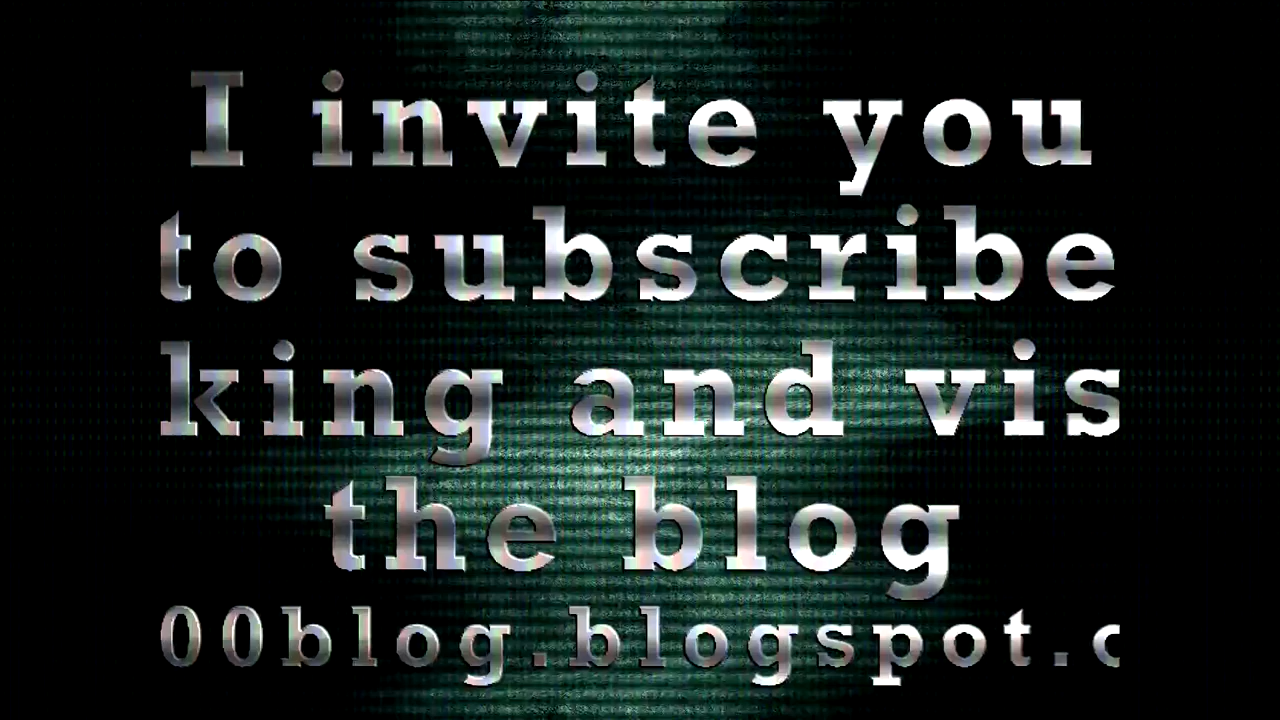 I invite you
to subscribe
king and vis
the blog
00blog.blogspot.c